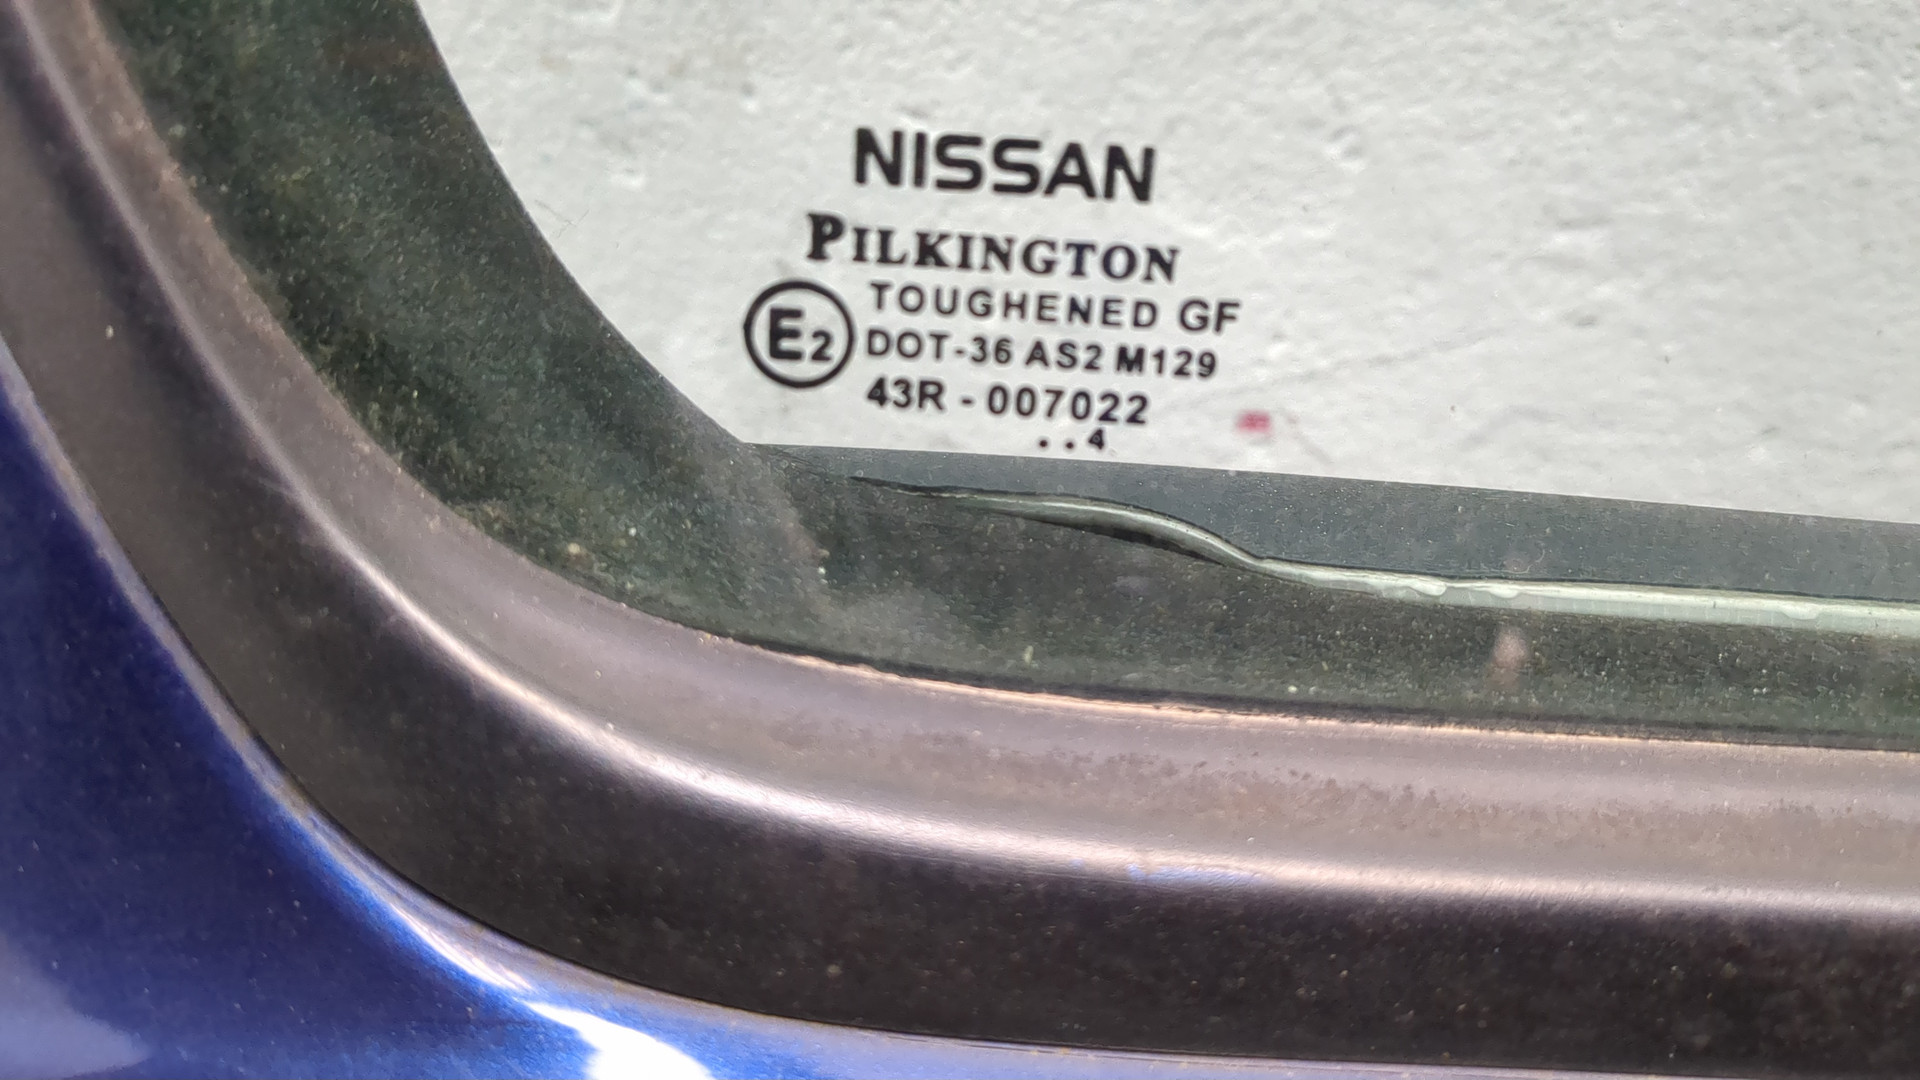 NISSAN
PILKINGTON
E2
TOUGHENED GF
DOT-36 AS2 M129
43R - 007022
..4